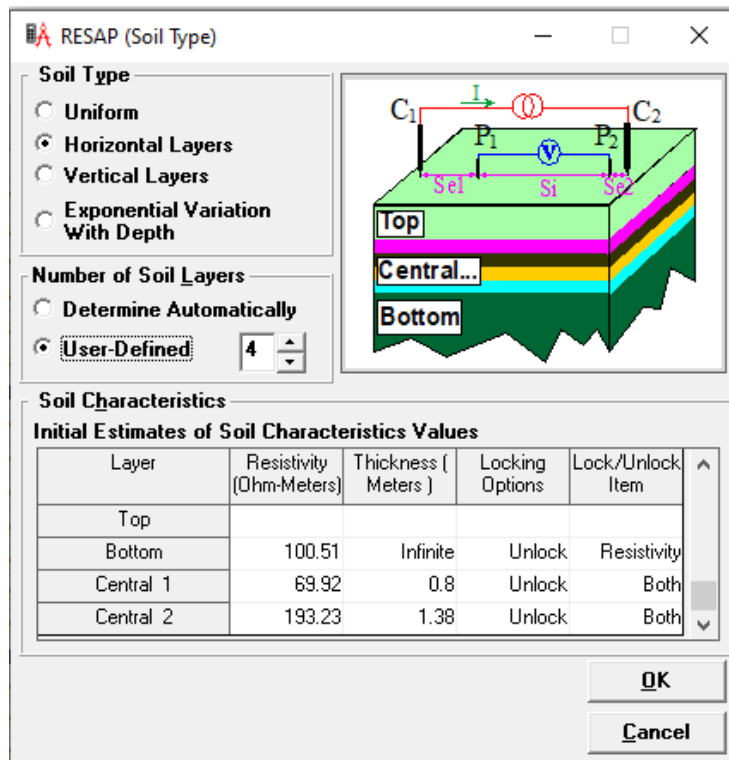 RESAP (Soil Type)
Soil Type
Uniform
Horizontal Layers
Vertical Layers
Exponential Variation
With Depth
I
C1
C2
P1
P2
V
Se1
Si
Se2
Top
Central...
Bottom
Number of Soil Layers
Determine Automatically
User-Defined 4
Soil Characteristics
Initial Estimates of Soil Characteristics Values
Layer Resistivity (Ohm-Meters) Thickness ( Meters ) Locking Options Lock/Unlock Item
Top
Bottom 100.51 Infinite Unlock Resistivity
Central 1 69.92 0.8 Unlock Both
Central 2 193.23 1.38 Unlock Both
OK
Cancel